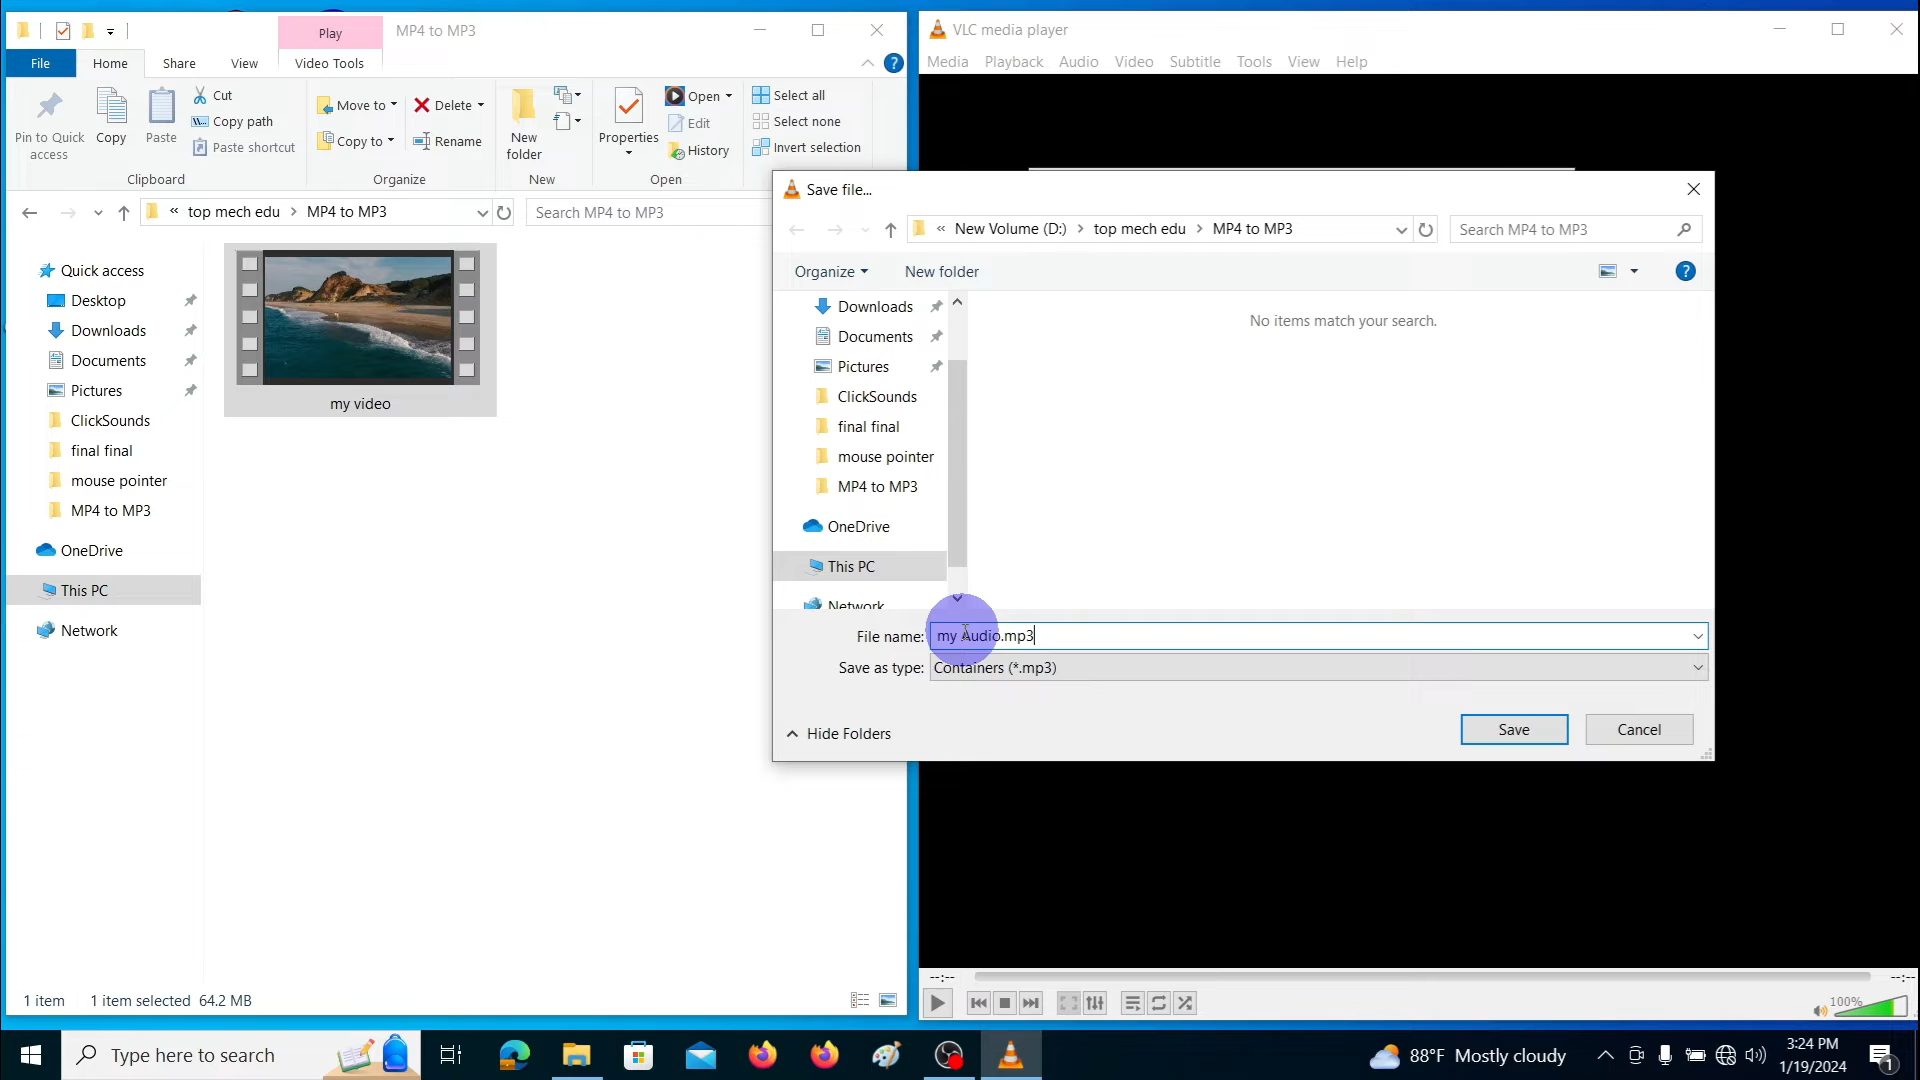 Play
MP4 to MP3
File
Home
Share
View
Video Tools
Pin to Quick access
Copy
Paste
Cut
Copy path
Paste shortcut
Clipboard
Move to
Copy to
Delete
Rename
Organize
New folder
New
Properties
Open
Edit
History
Open
Select all
Select none
Invert selection
« top mech edu > MP4 to MP3
Search MP4 to MP3
Quick access
Desktop
Downloads
Documents
Pictures
ClickSounds
final final
mouse pointer
MP4 to MP3
OneDrive
This PC
Network
my video
1 item
1 item selected 64.2 MB
VLC media player
Media Playback Audio Video Subtitle Tools View Help
Save file...
« New Volume (D:) > top mech edu > MP4 to MP3
Search MP4 to MP3
Organize
New folder
Downloads
Documents
Pictures
ClickSounds
final final
mouse pointer
MP4 to MP3
OneDrive
This PC
Network
No items match your search.
File name: my Audio.mp3
Save as type: Containers (*.mp3)
Hide Folders
Save
Cancel
--:--
--:--
100%
Type here to search
88°F Mostly cloudy
3:24 PM
1/19/2024
1